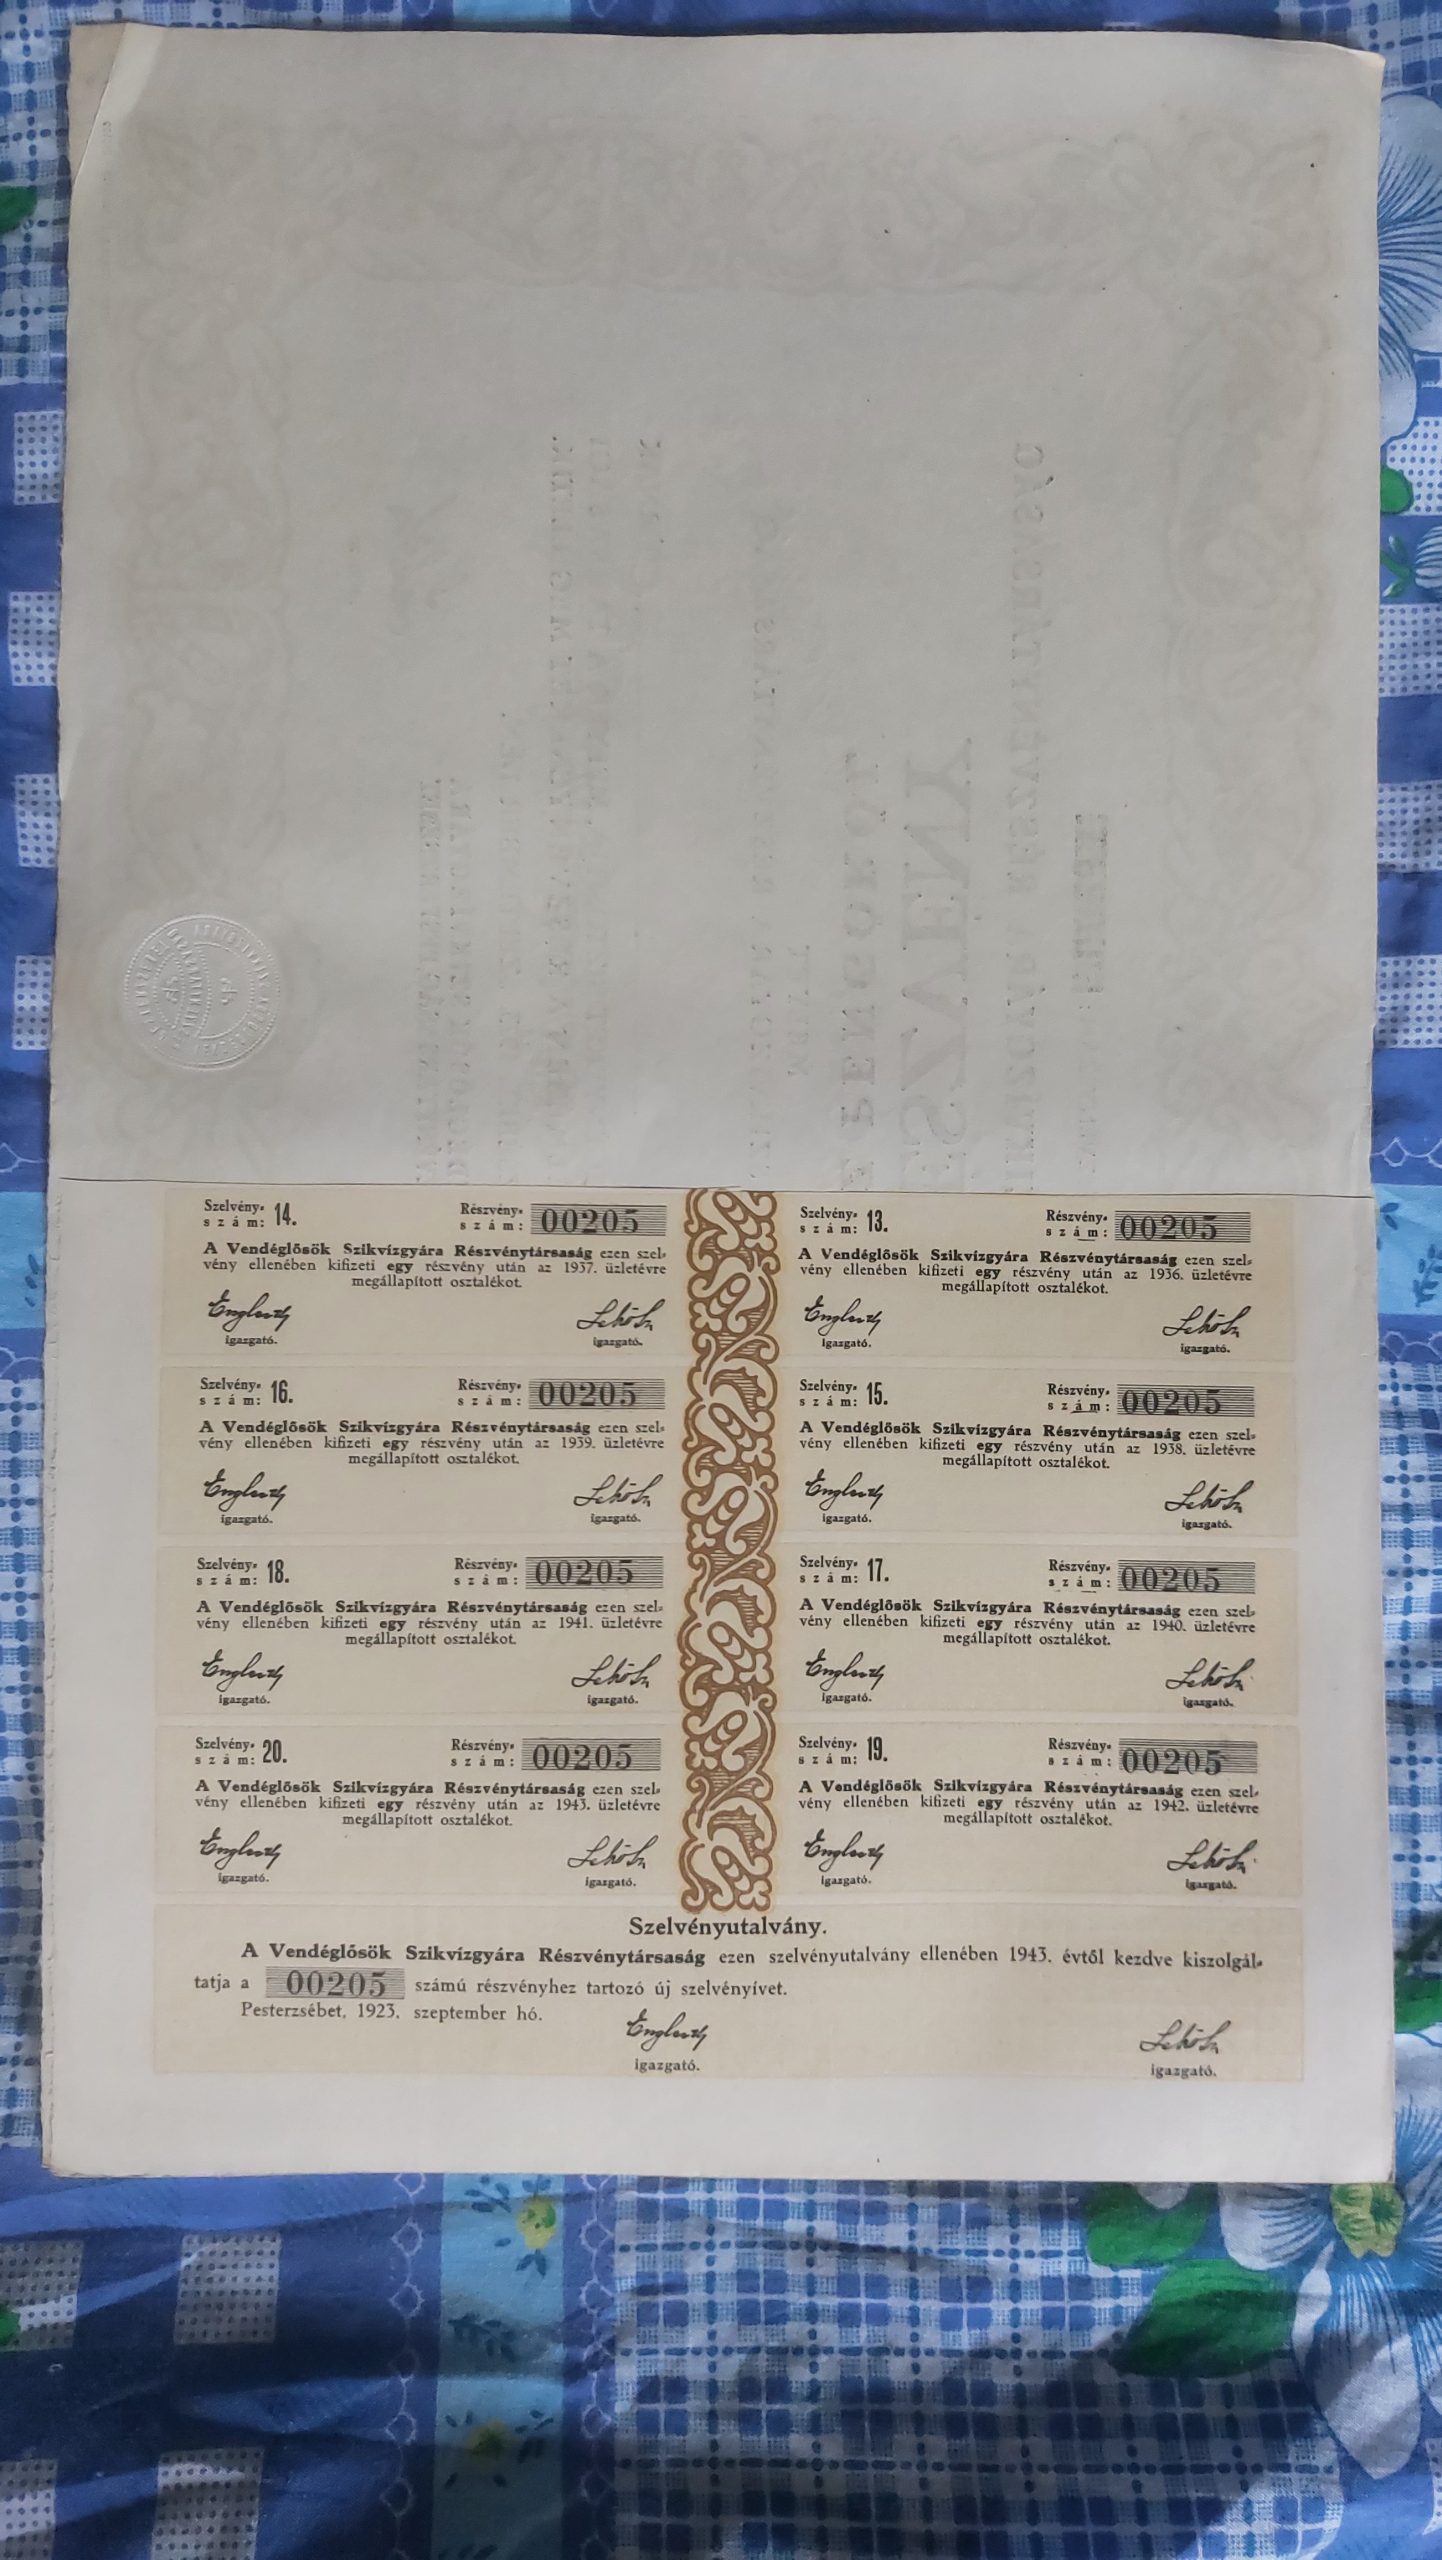 Szelvény-
szám: 14.
Részvény-
szám: 00205
A Vendéglősök Szikvízgyára Részvénytársaság ezen szel-
vény ellenében kifizeti egy részvény után az 1937. üzletévre
megállapított osztalékot.
igazgató. igazgató.
Szelvény-
szám: 13.
Részvény-
szám: 00205
A Vendéglősök Szikvízgyára Részvénytársaság ezen szel-
vény ellenében kifizeti egy részvény után az 1936. üzletévre
megállapított osztalékot.
igazgató. igazgató.
Szelvény-
szám: 16.
Részvény-
szám: 00205
A Vendéglősök Szikvízgyára Részvénytársaság ezen szel-
vény ellenében kifizeti egy részvény után az 1939. üzletévre
megállapított osztalékot.
igazgató. igazgató.
Szelvény-
szám: 15.
Részvény-
szám: 00205
A Vendéglősök Szikvízgyára Részvénytársaság ezen szel-
vény ellenében kifizeti egy részvény után az 1938. üzletévre
megállapított osztalékot.
igazgató. igazgató.
Szelvény-
szám: 18.
Részvény-
szám: 00205
A Vendéglősök Szikvízgyára Részvénytársaság ezen szel-
vény ellenében kifizeti egy részvény után az 1941. üzletévre
megállapított osztalékot.
igazgató. igazgató.
Szelvény-
szám: 17.
Részvény-
szám: 00205
A Vendéglősök Szikvízgyára Részvénytársaság ezen szel-
vény ellenében kifizeti egy részvény után az 1940. üzletévre
megállapított osztalékot.
igazgató. igazgató.
Szelvény-
szám: 20.
Részvény-
szám: 00205
A Vendéglősök Szikvízgyára Részvénytársaság ezen szel-
vény ellenében kifizeti egy részvény után az 1943. üzletévre
megállapított osztalékot.
igazgató. igazgató.
Szelvény-
szám: 19.
Részvény-
szám: 00205
A Vendéglősök Szikvízgyára Részvénytársaság ezen szel-
vény ellenében kifizeti egy részvény után az 1942. üzletévre
megállapított osztalékot.
igazgató. igazgató.
Szelvényutalvány.
A Vendéglősök Szikvízgyára Részvénytársaság ezen szelvényutalvány ellenében 1943. évtől kezdve kiszolgál-
tatja a 00205 számú részvényhez tartozó új szelvényívet.
Pesterzsébet, 1923. szeptember hó.
igazgató. igazgató.